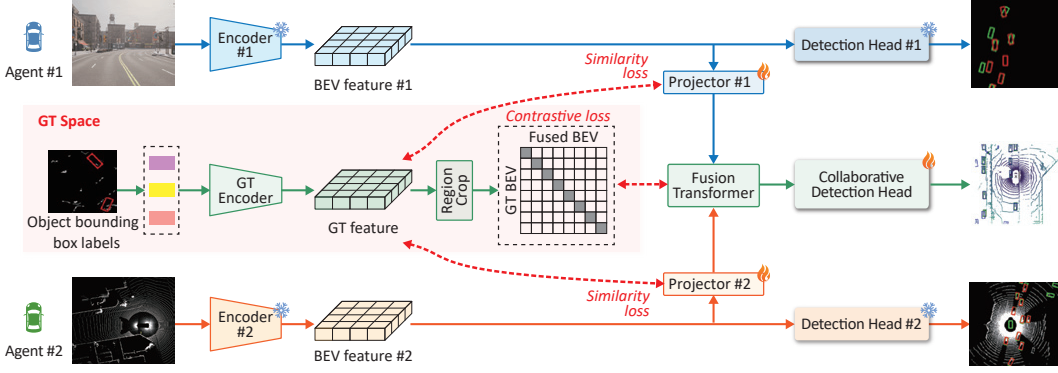 Agent #1
Encoder
#1
BEV feature #1
Similarity
loss
Projector #1
Detection Head #1
GT Space
Object bounding
box labels
GT
Encoder
GT feature
Region
Crop
Contrastive loss
Fused BEV
GT BEV
Fusion
Transformer
Collaborative
Detection Head
Agent #2
Encoder
#2
BEV feature #2
Similarity
loss
Projector #2
Detection Head #2